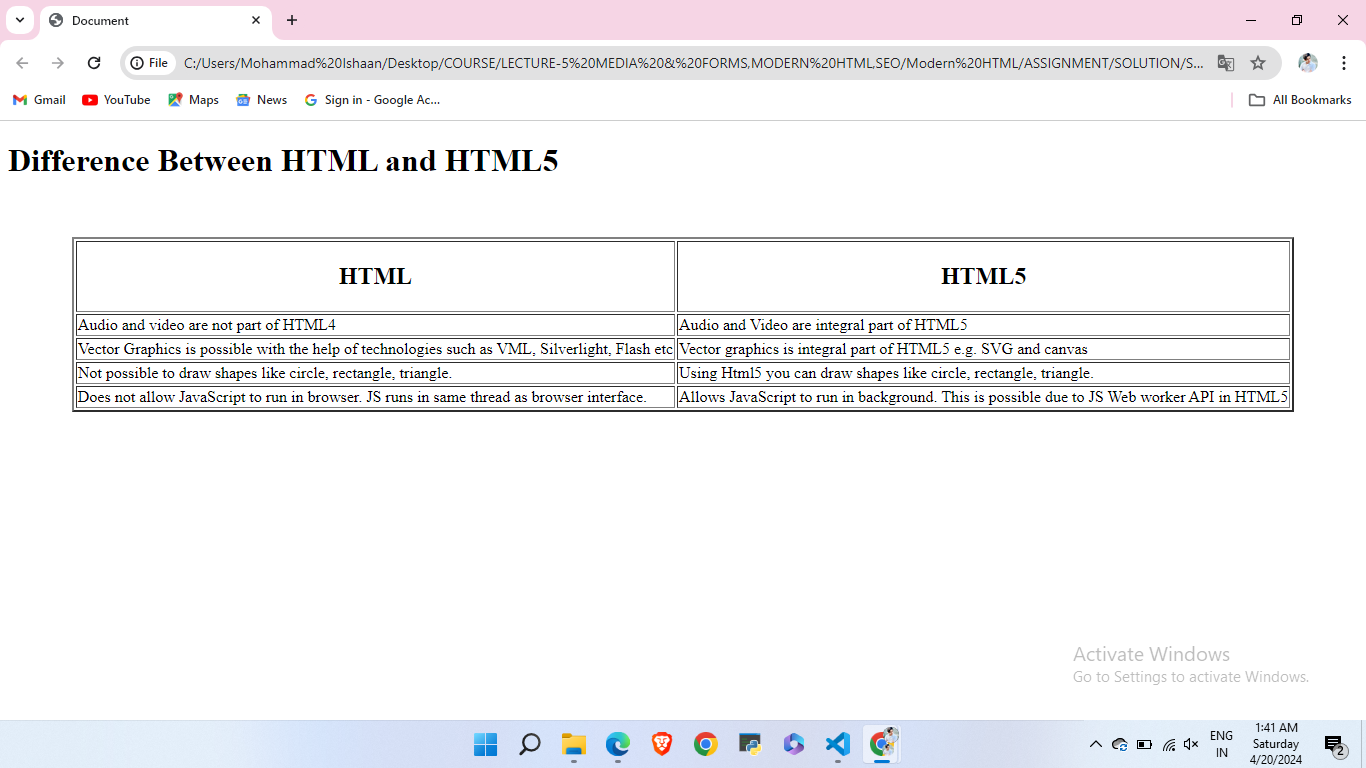 Document
File
C:/Users/Mohammad%20Ishaan/Desktop/COURSE/LECTURE-5%20MEDIA%20&%20FORMS,MODERN%20HTML,SEO/Modern%20HTML/ASSIGNMENT/SOLUTION/S...
Gmail YouTube Maps News Sign in - Google Ac... All Bookmarks
Difference Between HTML and HTML5
HTML HTML5
Audio and video are not part of HTML4 Audio and Video are integral part of HTML5
Vector Graphics is possible with the help of technologies such as VML, Silverlight, Flash etc Vector graphics is integral part of HTML5 e.g. SVG and canvas
Not possible to draw shapes like circle, rectangle, triangle. Using Html5 you can draw shapes like circle, rectangle, triangle.
Does not allow JavaScript to run in browser. JS runs in same thread as browser interface. Allows JavaScript to run in background. This is possible due to JS Web worker API in HTML5
Activate Windows
Go to Settings to activate Windows.
ENG
IN
1:41 AM
Saturday
4/20/2024
2